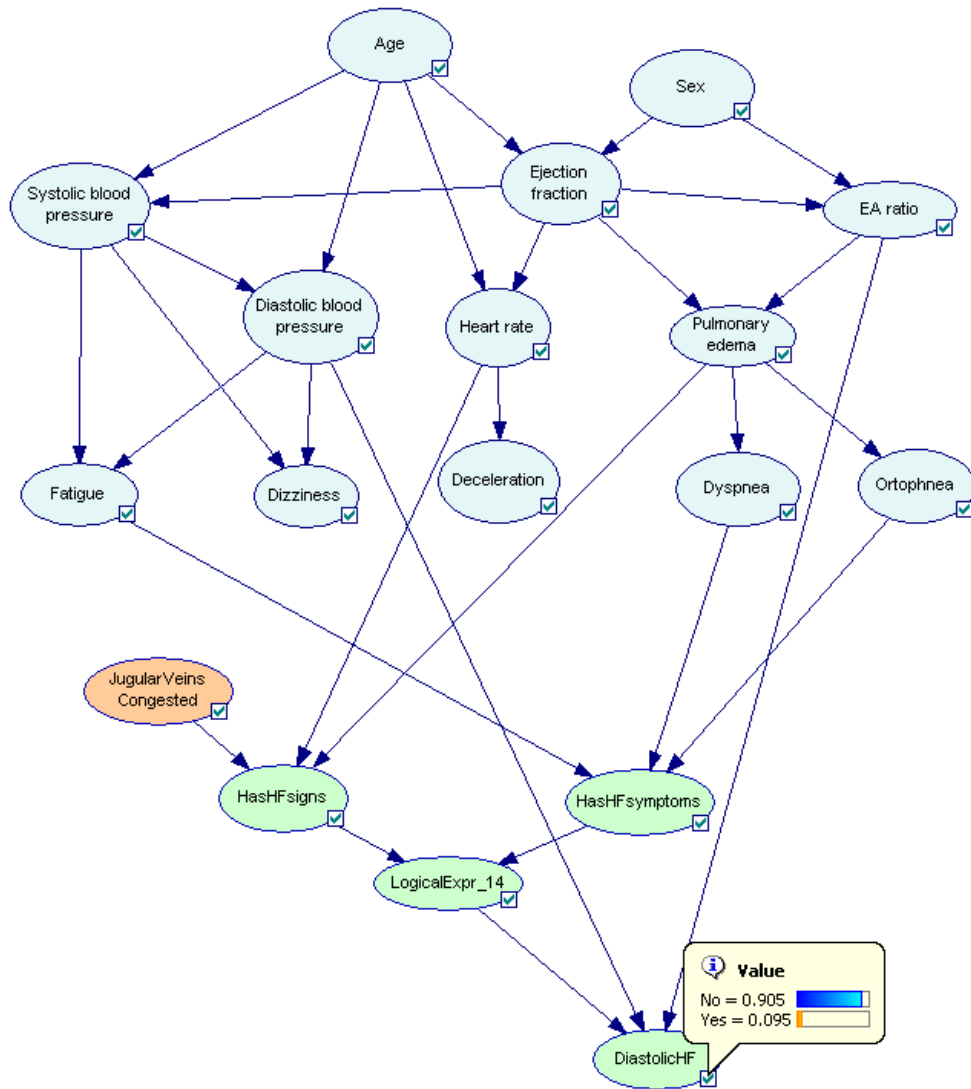 Age
Sex
Ejection
fraction
Systolic blood
pressure
EA ratio
Diastolic blood
pressure
Heart rate
Pulmonary
edema
Fatigue
Dizziness
Deceleration
Dyspnea
Ortophnea
JugularVeins
Congested
HasHFsigns
HasHFsymptoms
LogicalExpr_14
Value
No = 0.905
Yes = 0.095
DiastolicHF